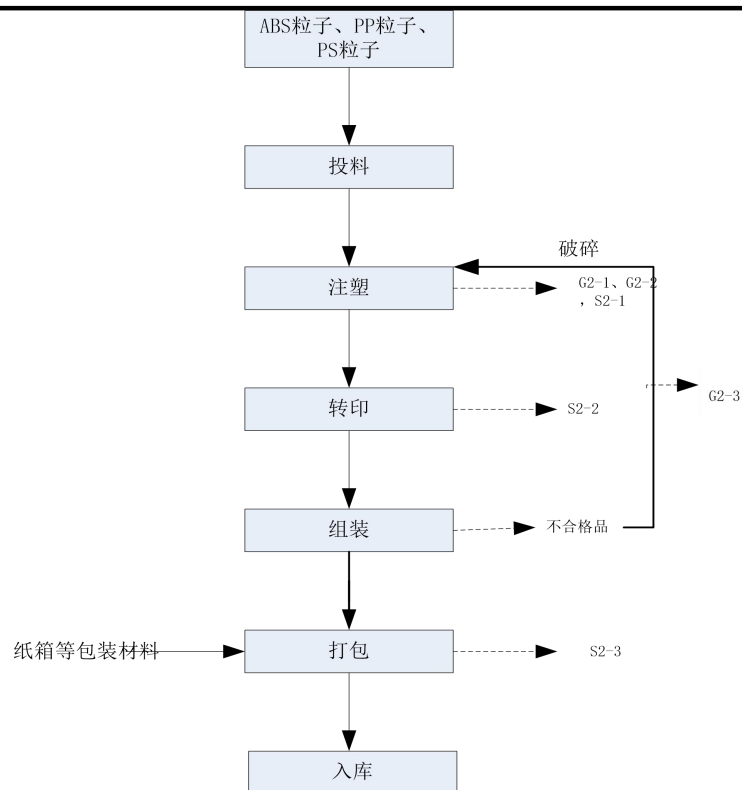 ABS粒子、PP粒子、
PS粒子
投料
破碎
注塑
G2-1、G2-2
，S2-1
转印
S2-2
G2-3
组装
不合格品
纸箱等包装材料
打包
S2-3
入库